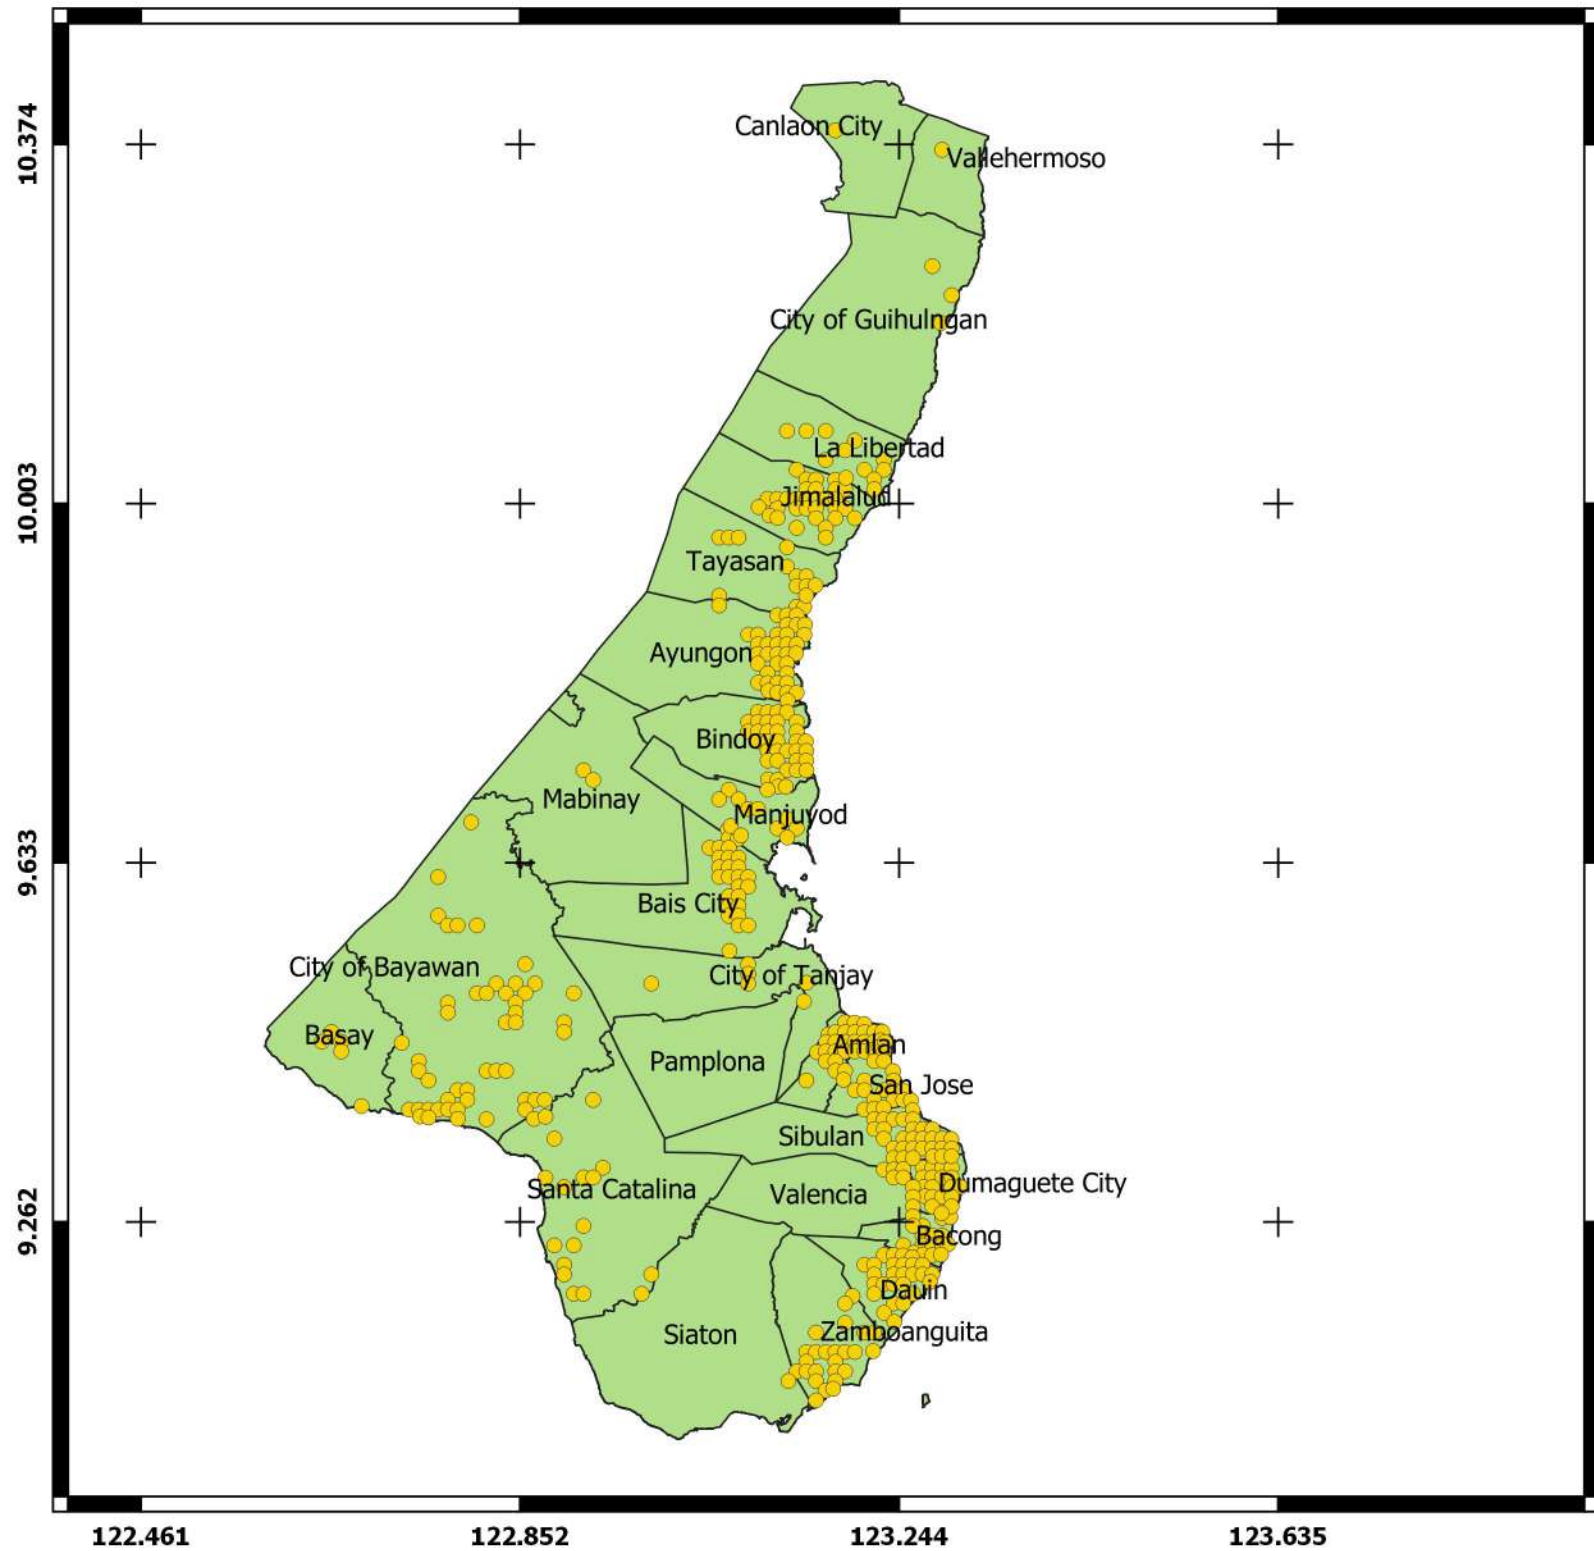 10.374
Canlaon City
Vallehermoso
City of Guihulngan
La Libertad
10.003
Jimalalud
Tayasan
Ayungon
Bindoy
Mabinay
Manjuyod
9.633
Bais City
City of Bayawan
City of Tanjay
Basay
Amlan
Pamplona
San Jose
Sibulan
Dumaguete City
Santa Catalina
Valencia
9.262
Bacong
Dauin
Siaton
Zamboanguita
122.461
122.852
123.244
123.635